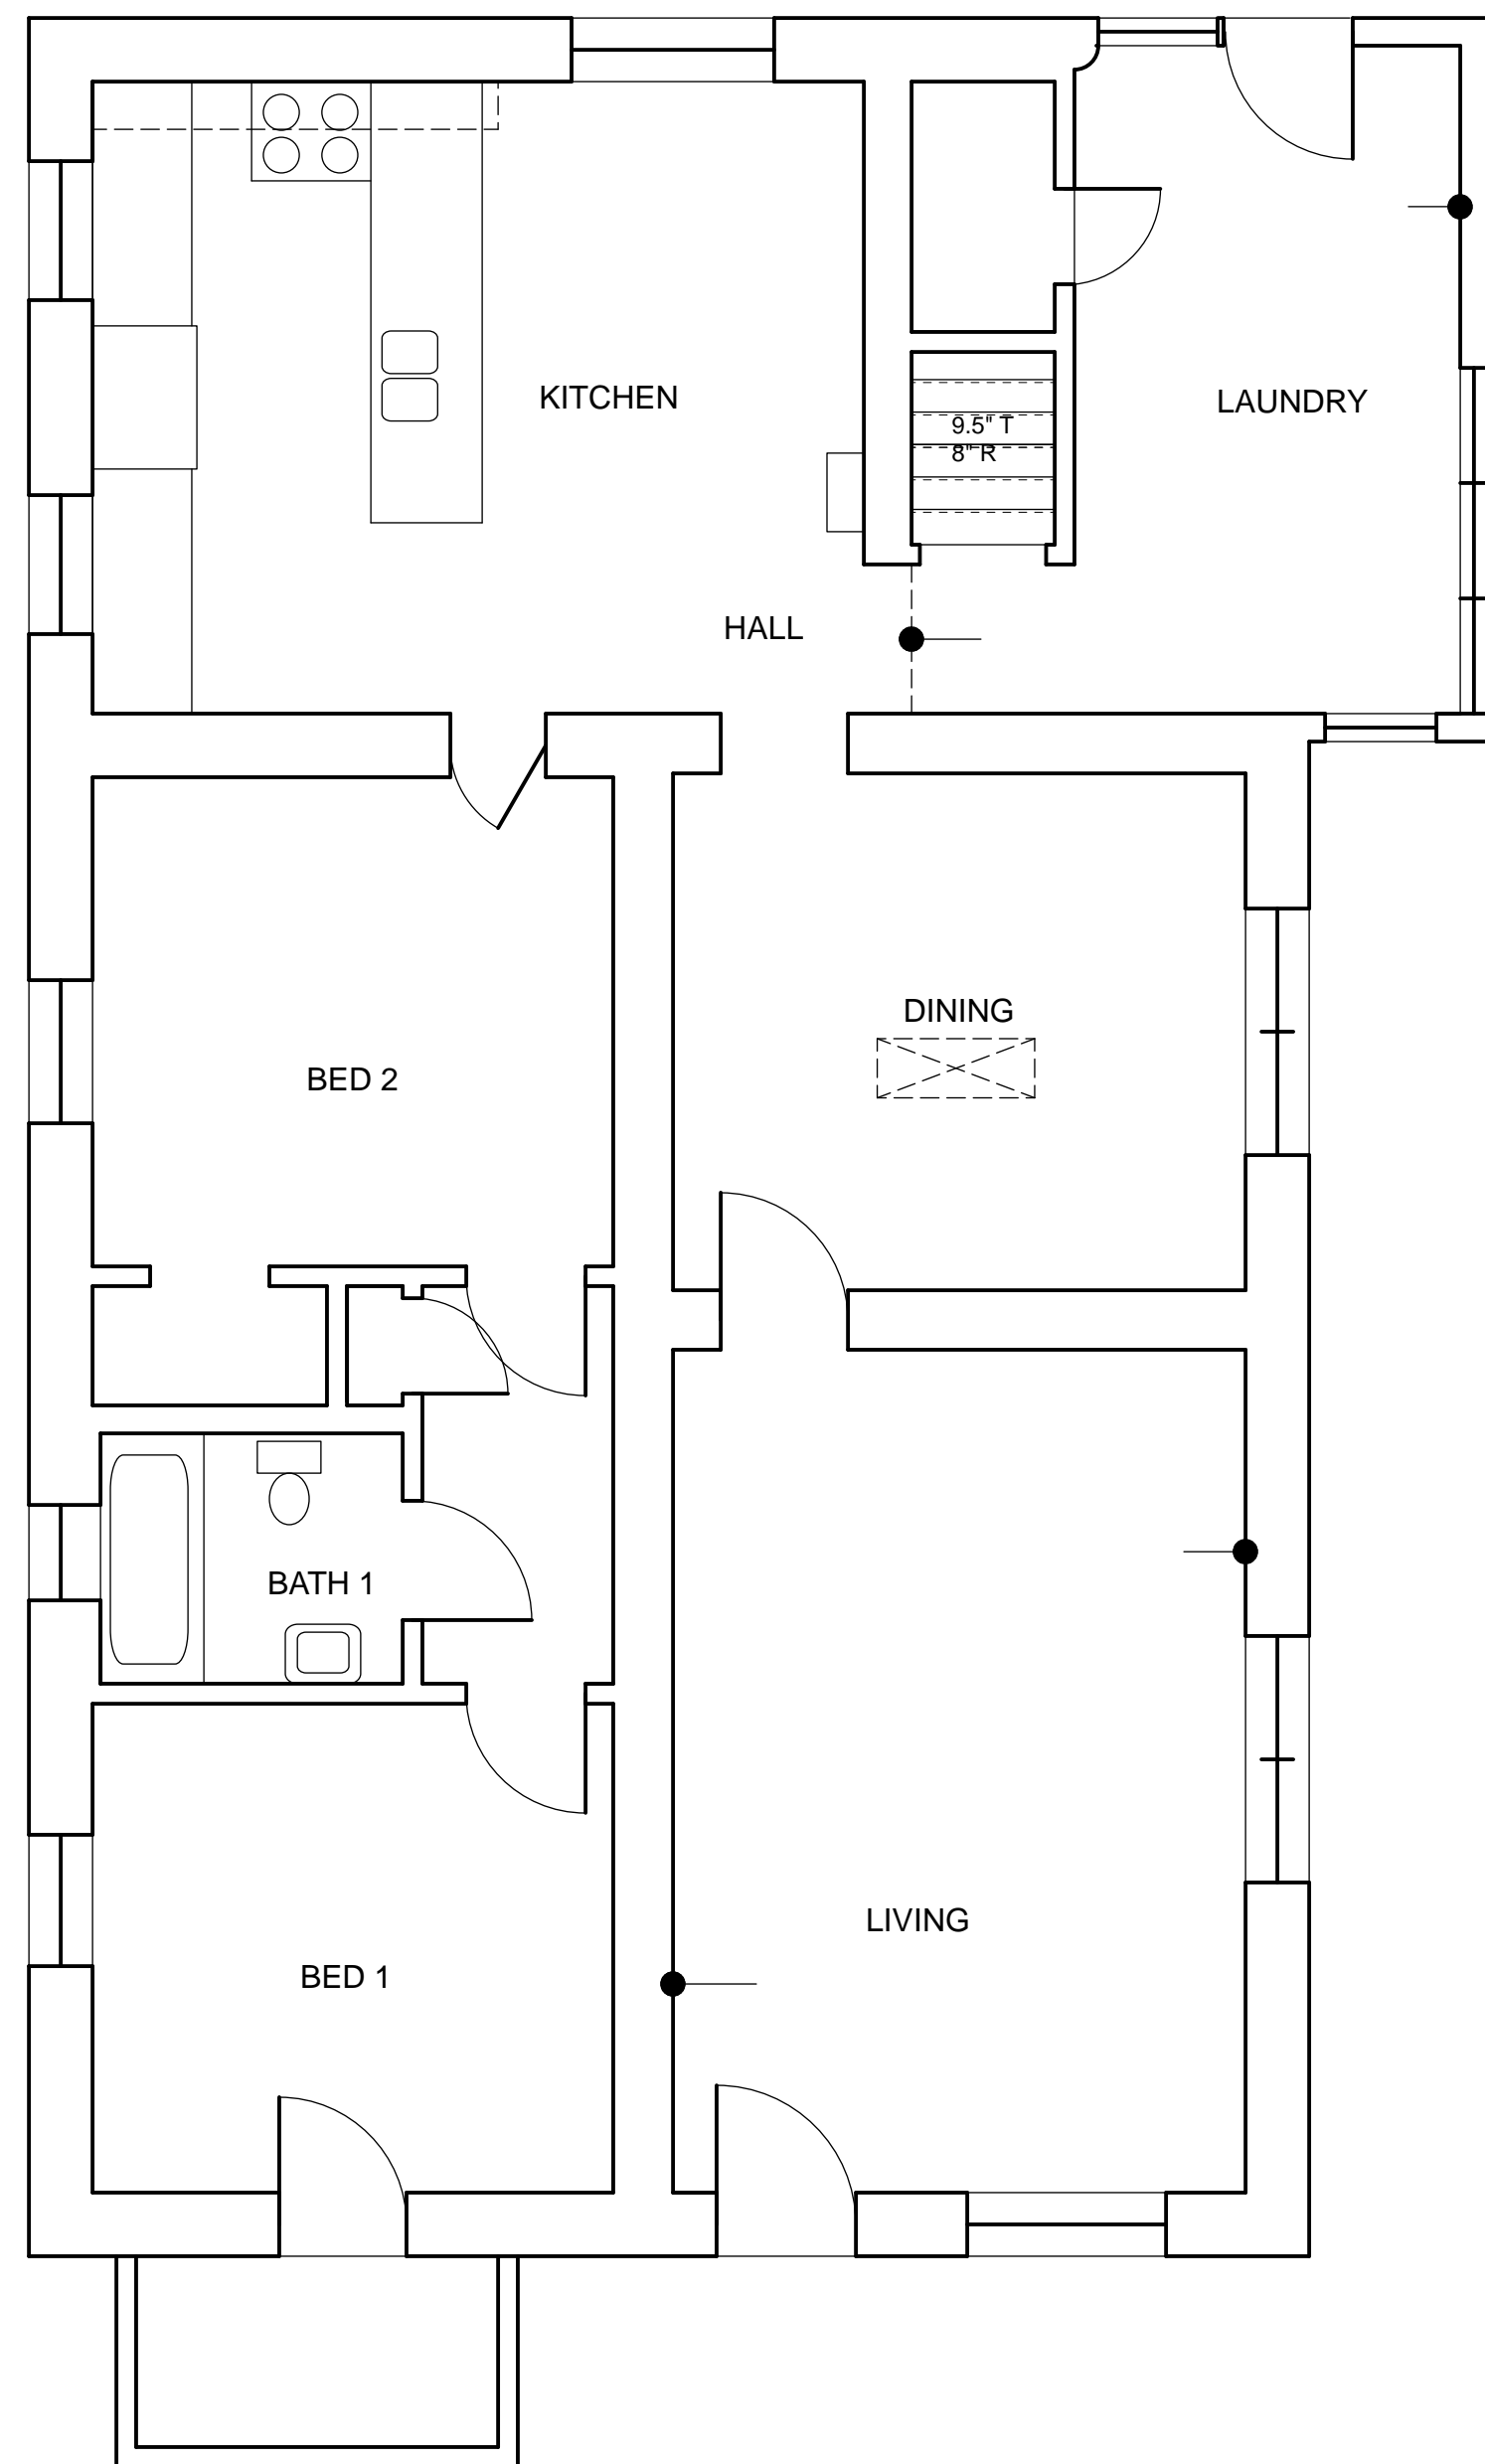 KITCHEN
LAUNDRY
9.5" T
8" R
HALL
DINING
BED 2
BATH 1
LIVING
BED 1